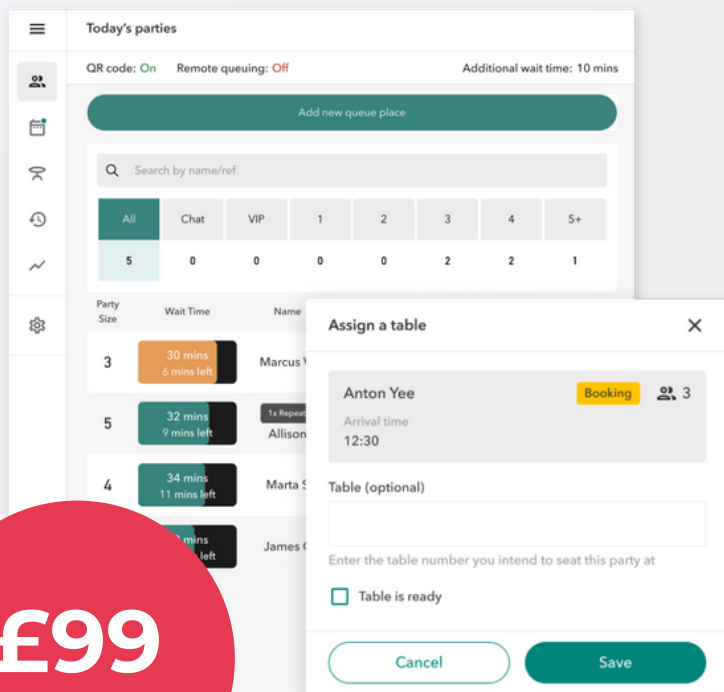 Today's parties
QR code: On Remote queuing: Off Additional wait time: 10 mins
Add new queue place
Search by name/ref
All Chat VIP 1 2 3 4 5+
5 0 0 0 0 2 2 1
Party Size Wait Time Name
3 30 mins Marcus
6 mins left
5 32 mins 1x Repeat
9 mins left Allison
4 34 mins Marta
11 mins left
mins James
left
Assign a table
Anton Yee Booking 3
Arrival time
12:30
Table (optional)
Enter the table number you intend to seat this party at
Table is ready
Cancel Save
£99